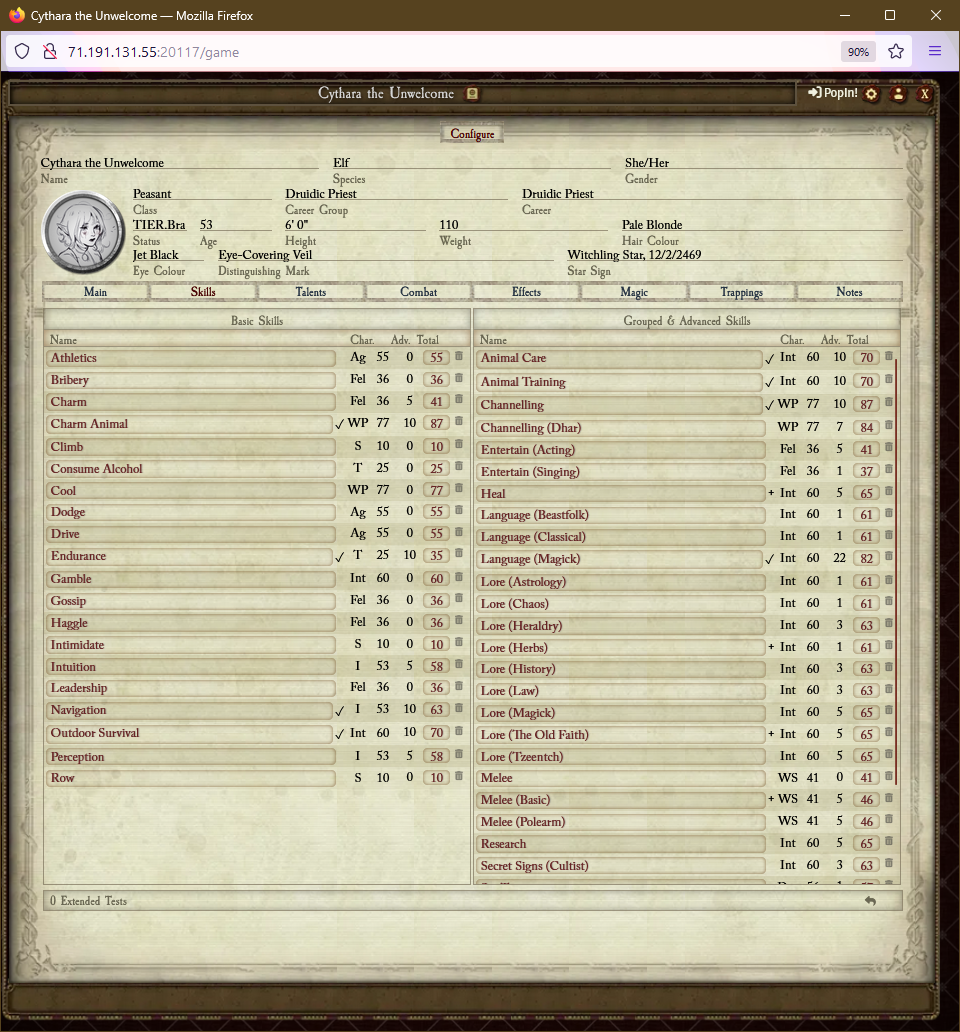 Cythara the Unwelcome — Mozilla Firefox
71.191.131.55:20117/game
90%
Cythara the Unwelcome
PopIn!
X
Configure
Cythara the Unwelcome Elf She/Her
Name Species Gender
Peasant Druidic Priest Druidic Priest
Class Career Group Career
TIER.Bra 53 6' 0" 110 Pale Blonde
Status Age Height Weight Hair Colour
Jet Black Eye-Covering Veil Witchling Star, 12/2/2469
Eye Colour Distinguishing Mark Star Sign
Main Skills Talents Combat Effects Magic Trappings Notes
Basic Skills
Name Char. Adv. Total
Athletics Ag 55 0 55
Bribery Fel 36 0 36
Charm Fel 36 5 41
Charm Animal ✓ WP 77 10 87
Climb S 10 0 10
Consume Alcohol T 25 0 25
Cool WP 77 0 77
Dodge Ag 55 0 55
Drive Ag 55 0 55
Endurance ✓ T 25 10 35
Gamble Int 60 0 60
Gossip Fel 36 0 36
Haggle Fel 36 0 36
Intimidate S 10 0 10
Intuition I 53 5 58
Leadership Fel 36 0 36
Navigation ✓ I 53 10 63
Outdoor Survival ✓ Int 60 10 70
Perception I 53 5 58
Row S 10 0 10
Grouped & Advanced Skills
Name Char. Adv. Total
Animal Care ✓ Int 60 10 70
Animal Training ✓ Int 60 10 70
Channelling ✓ WP 77 10 87
Channelling (Dhar) WP 77 7 84
Entertain (Acting) Fel 36 5 41
Entertain (Singing) Fel 36 1 37
Heal + Int 60 5 65
Language (Beastfolk) Int 60 1 61
Language (Classical) Int 60 1 61
Language (Magick) ✓ Int 60 22 82
Lore (Astrology) Int 60 1 61
Lore (Chaos) Int 60 1 61
Lore (Heraldry) Int 60 3 63
Lore (Herbs) + Int 60 1 61
Lore (History) Int 60 3 63
Lore (Law) Int 60 3 63
Lore (Magick) Int 60 5 65
Lore (The Old Faith) + Int 60 5 65
Lore (Tzeentch) Int 60 5 65
Melee WS 41 0 41
Melee (Basic) + WS 41 5 46
Melee (Polearm) WS 41 5 46
Research Int 60 5 65
Secret Signs (Cultist) Int 60 3 63
0 Extended Tests